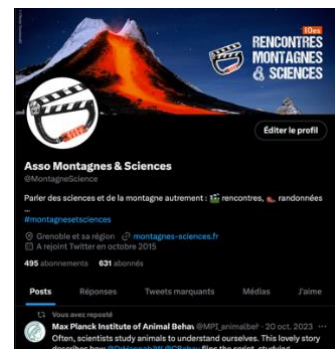 10es
RENCONTRES
MONTAGNES
& SCIENCES
Éditer le profil
Asso Montagnes & Sciences
@MontagneScience
Parler des sciences et de la montagne autrement : rencontres, randonnées
...
#montagnesetsciences
Grenoble et sa région montagnes-sciences.fr
A rejoint Twitter en octobre 2015
495 abonnements 631 abonnés
Posts Réponses Tweets marquants Médias J'aime
Vous avez reposté
Max Planck Institute of Animal Behav @MPI_animalbehav · 20 oct. 2023
Often, scientists study animals to understand ourselves. This lovely story